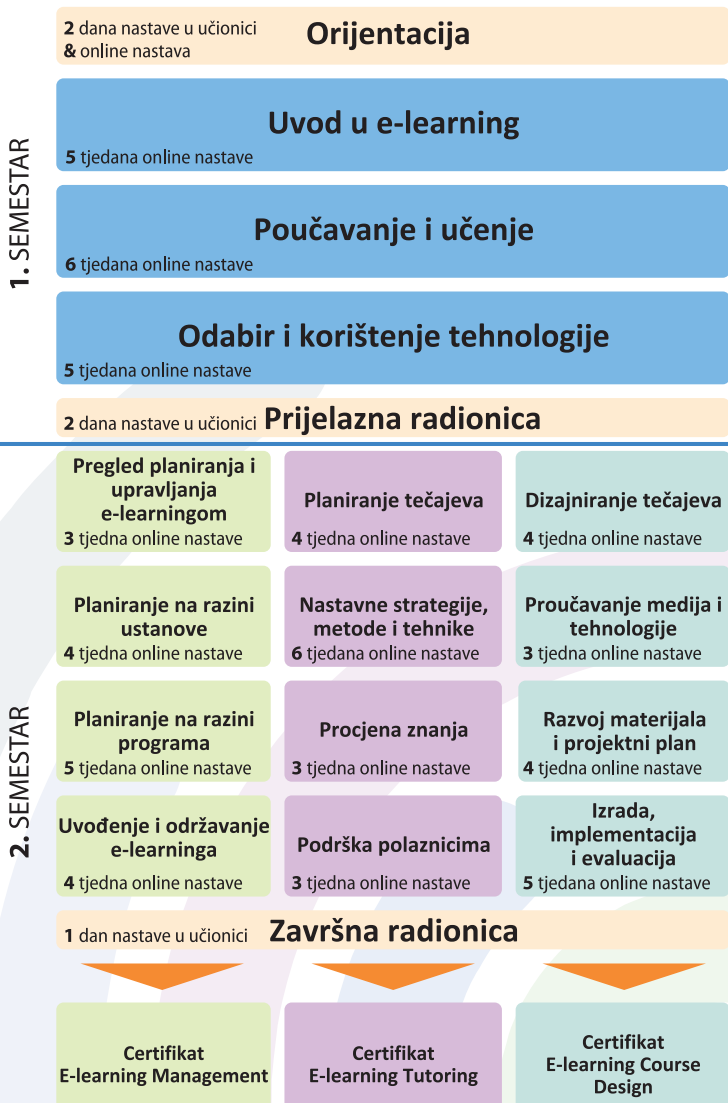 2 dana nastave u učionici
& online nastava
Orijentacija
1. SEMESTAR
Uvod u e-learning
5 tjedana online nastave
Poučavanje i učenje
6 tjedana online nastave
Odabir i korištenje tehnologije
5 tjedana online nastave
2 dana nastave u učionici Prijelazna radionica
2. SEMESTAR
Pregled planiranja i
upravljanja
e-learningom
3 tjedna online nastave
Planiranje tečajeva
4 tjedna online nastave
Dizajniranje tečajeva
4 tjedna online nastave
Planiranje na razini
ustanove
4 tjedna online nastave
Nastavne strategije,
metode i tehnike
6 tjedana online nastave
Proučavanje medija i
tehnologije
3 tjedna online nastave
Planiranje na razini
programa
5 tjedana online nastave
Procjena znanja
3 tjedna online nastave
Razvoj materijala
i projektni plan
4 tjedna online nastave
Uvođenje i održavanje
e-learninga
4 tjedna online nastave
Podrška polaznicima
3 tjedna online nastave
Izrada,
implementacija
i evaluacija
5 tjedana online nastave
1 dan nastave u učionici Završna radionica
Certifikat
E-learning Management
Certifikat
E-learning Tutoring
Certifikat
E-learning Course
Design